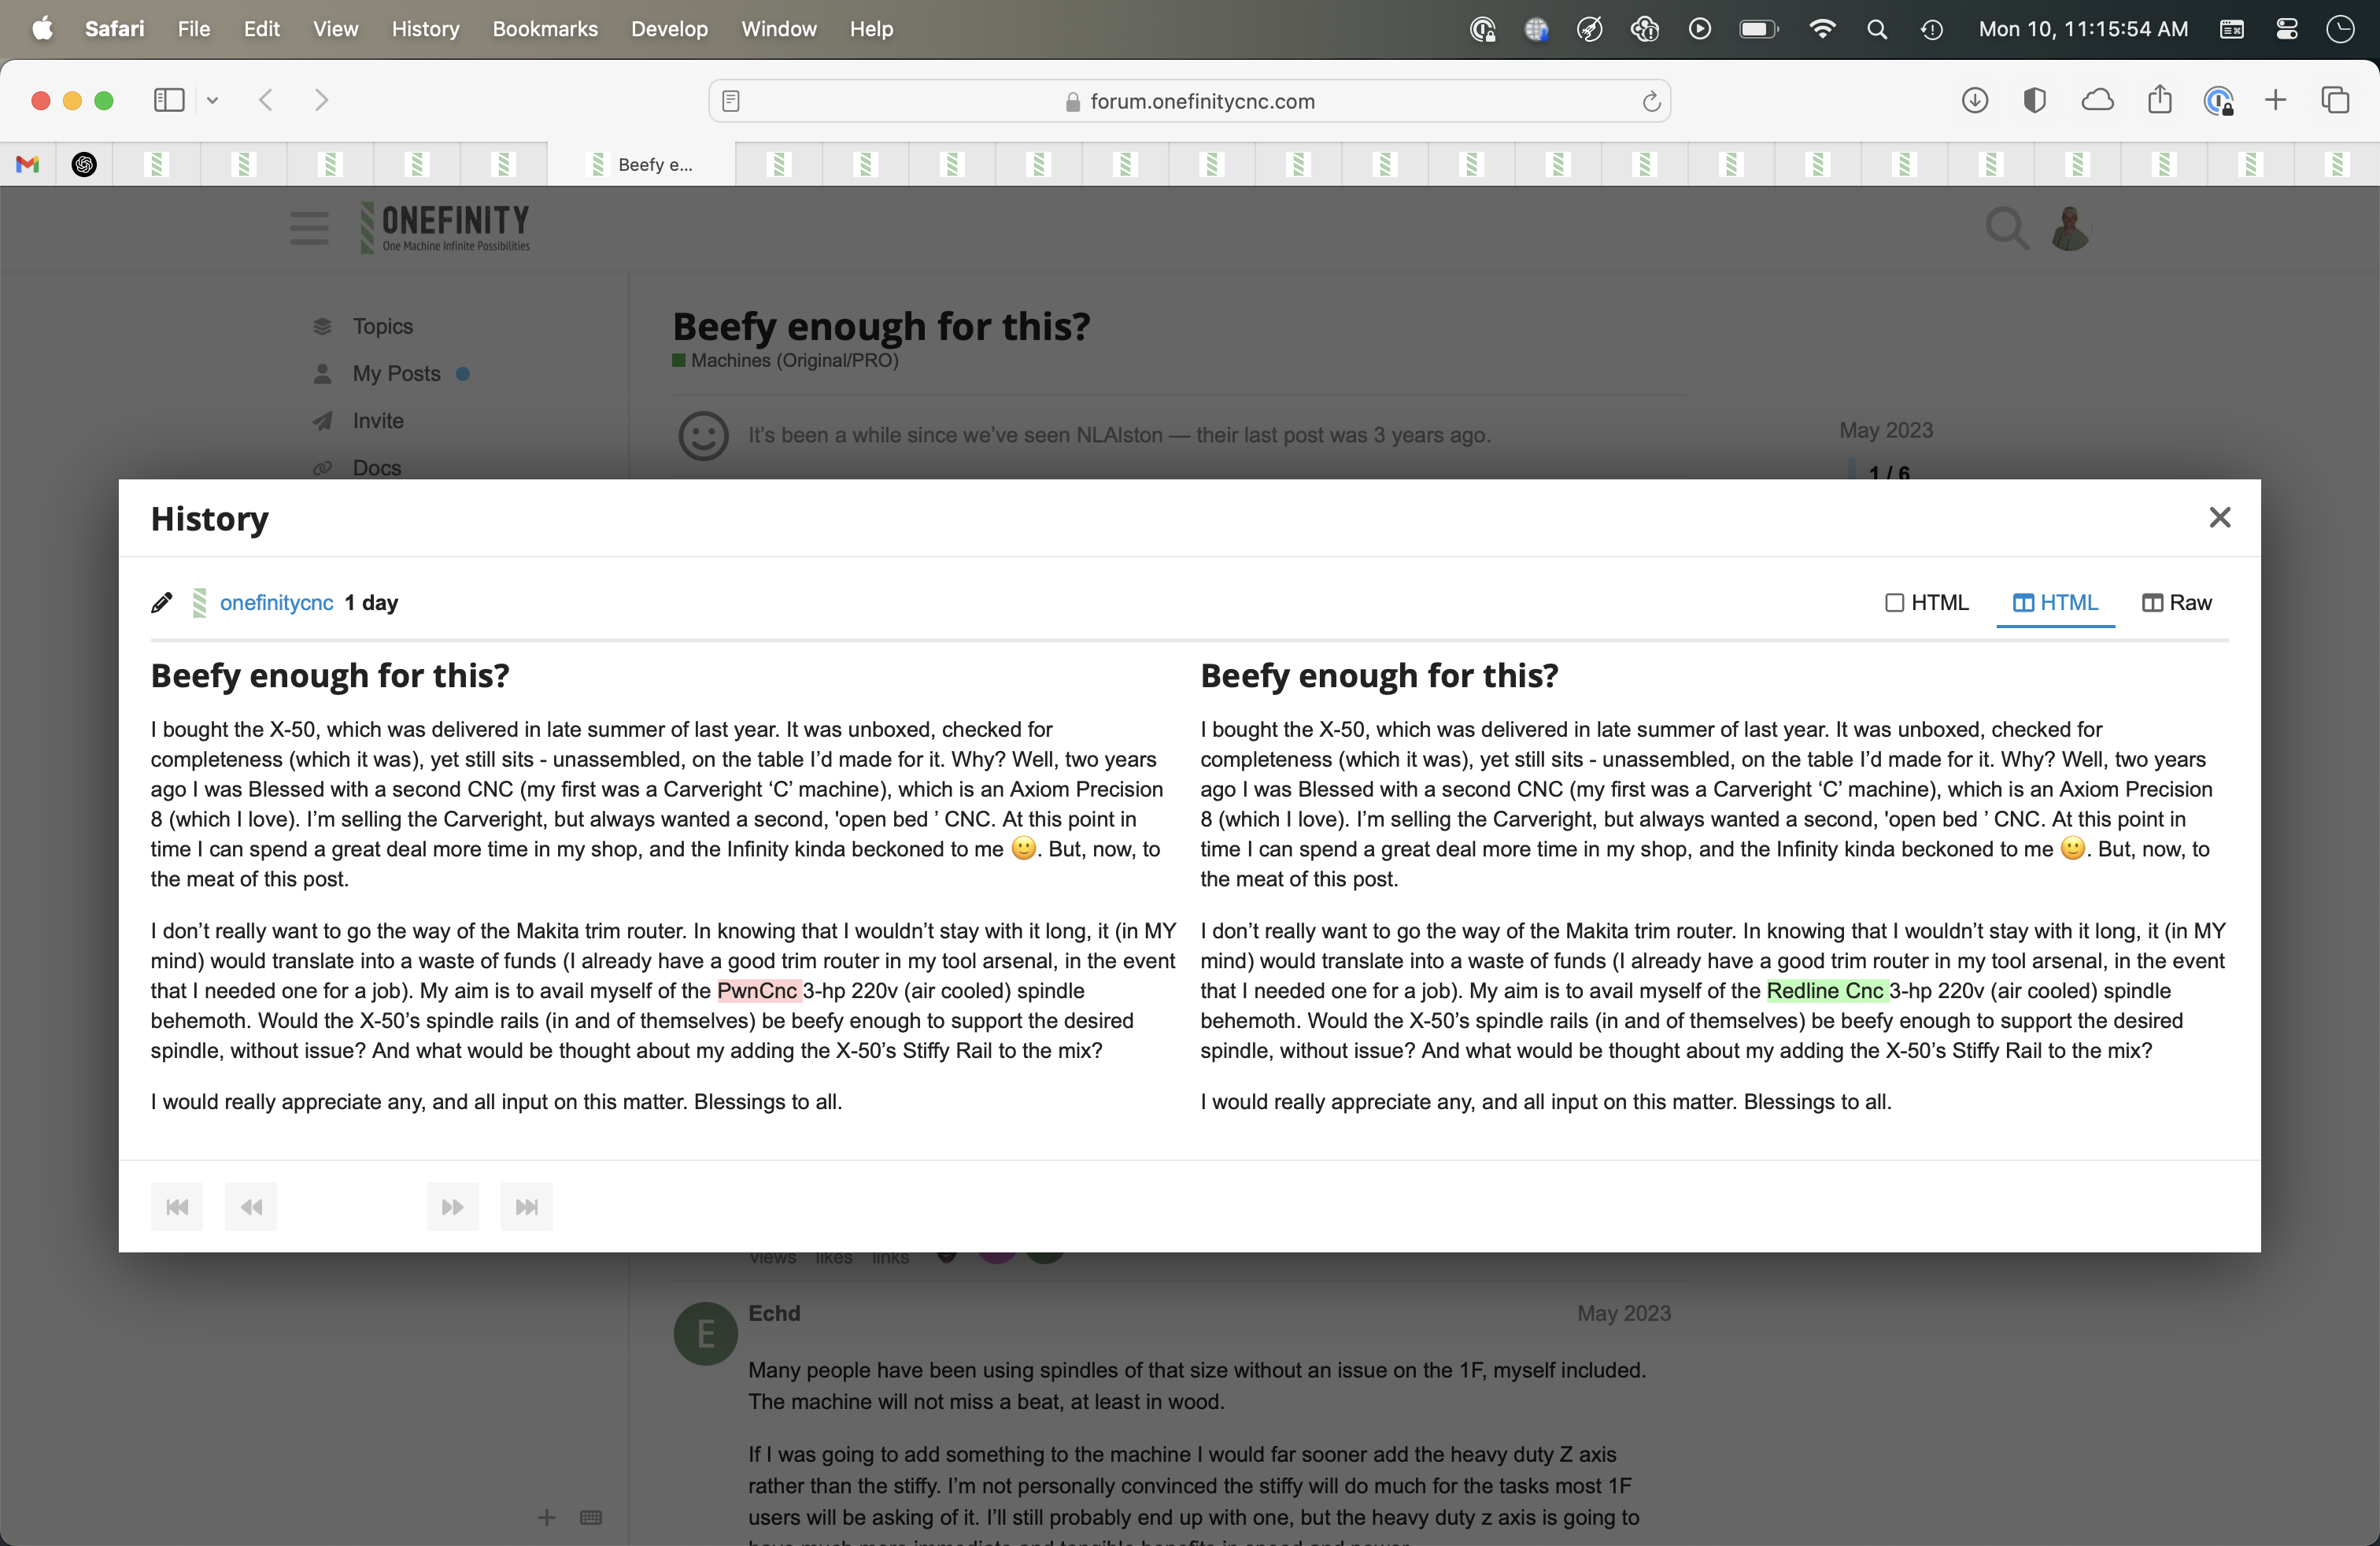 Safari File Edit View History Bookmarks Develop Window Help
Mon 10, 11:15:54 AM
forum.onefinitycnc.com
Beefy e...
ONEFINITY
One Machine Infinite Possibilities
Topics
My Posts
Invite
Docs
Beefy enough for this?
Machines (Original/PRO)
It's been a while since we've seen NLAlston — their last post was 3 years ago.
May 2023
1 / 6
History
onefinitycnc 1 day
HTML HTML Raw
Beefy enough for this?
I bought the X-50, which was delivered in late summer of last year. It was unboxed, checked for
completeness (which it was), yet still sits - unassembled, on the table I'd made for it. Why? Well, two years
ago I was Blessed with a second CNC (my first was a Carveright ‘C’ machine), which is an Axiom Precision
8 (which I love). I'm selling the Carveright, but always wanted a second, 'open bed ’ CNC. At this point in
time I can spend a great deal more time in my shop, and the Infinity kinda beckoned to me 🙂. But, now, to
the meat of this post.
I don't really want to go the way of the Makita trim router. In knowing that I wouldn't stay with it long, it (in MY
mind) would translate into a waste of funds (I already have a good trim router in my tool arsenal, in the event
that I needed one for a job). My aim is to avail myself of the PwnCnc 3-hp 220v (air cooled) spindle
behemoth. Would the X-50's spindle rails (in and of themselves) be beefy enough to support the desired
spindle, without issue? And what would be thought about my adding the X-50's Stiffy Rail to the mix?
I would really appreciate any, and all input on this matter. Blessings to all.
Beefy enough for this?
I bought the X-50, which was delivered in late summer of last year. It was unboxed, checked for
completeness (which it was), yet still sits - unassembled, on the table I'd made for it. Why? Well, two years
ago I was Blessed with a second CNC (my first was a Carveright ‘C’ machine), which is an Axiom Precision
8 (which I love). I'm selling the Carveright, but always wanted a second, 'open bed ’ CNC. At this point in
time I can spend a great deal more time in my shop, and the Infinity kinda beckoned to me 🙂. But, now, to
the meat of this post.
I don't really want to go the way of the Makita trim router. In knowing that I wouldn't stay with it long, it (in MY
mind) would translate into a waste of funds (I already have a good trim router in my tool arsenal, in the event
that I needed one for a job). My aim is to avail myself of the Redline Cnc 3-hp 220v (air cooled) spindle
behemoth. Would the X-50's spindle rails (in and of themselves) be beefy enough to support the desired
spindle, without issue? And what would be thought about my adding the X-50's Stiffy Rail to the mix?
I would really appreciate any, and all input on this matter. Blessings to all.
views likes links
E
Echd
May 2023
Many people have been using spindles of that size without an issue on the 1F, myself included.
The machine will not miss a beat, at least in wood.
If I was going to add something to the machine I would far sooner add the heavy duty Z axis
rather than the stiffy. I'm not personally convinced the stiffy will do much for the tasks most 1F
users will be asking of it. I'll still probably end up with one, but the heavy duty z axis is going to